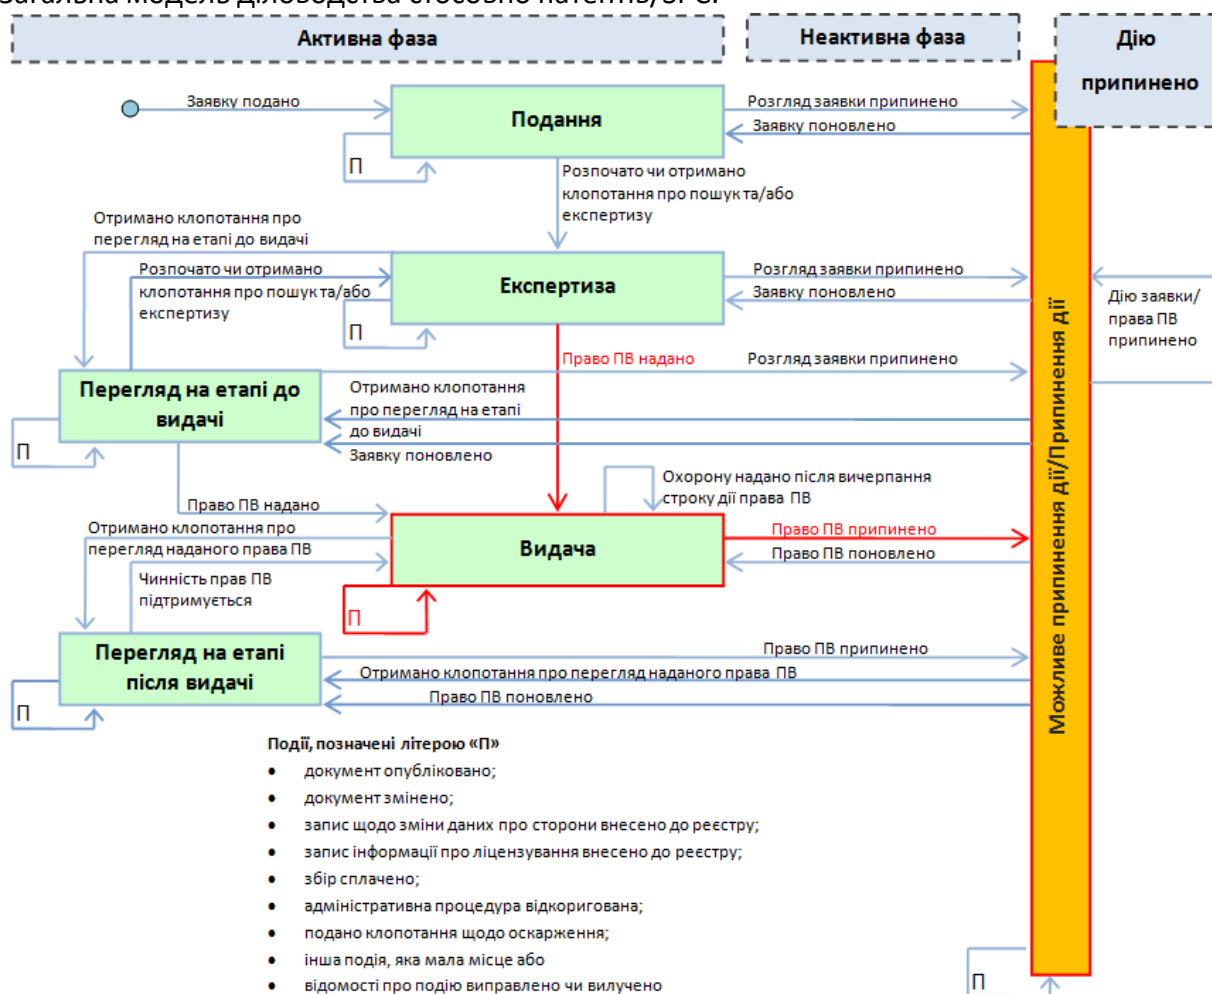 Загальна модель діловодства стосовно патентів/SPC.
Активна фаза
Неактивна фаза
Дію
припинено
Заявку подано
Подання
Розгляд заявки припинено
Заявку поновлено
П
Розпочато чи отримано
клопотання про пошук та/або
експертизу
Отримано клопотання про
перегляд на етапі до видачі
Розпочато чи отримано
клопотання про пошук та/або
експертизу
Експертиза
Розгляд заявки припинено
Заявку поновлено
П
Дію заявки/
права ПВ
припинено
Право ПВ надано
Розгляд заявки припинено
Перегляд на етапі до
видачі
Отримано клопотання
про перегляд на етапі
до видачі
Заявку поновлено
П
Можливе припинення дії/Припинення дії
Охорону надано після вичерпання
строку дії права ПВ
Право ПВ надано
Отримано клопотання про
перегляд наданого права ПВ
Видача
Право ПВ припинено
Право ПВ поновлено
Чинність прав ПВ
підтримується
П
Перегляд на етапі
після видачі
Право ПВ припинено
Отримано клопотання про перегляд наданого права ПВ
Право ПВ поновлено
П
Події, позначені літерою «П»
• документ опубліковано;
• документ змінено;
• запис щодо зміни даних про сторони внесено до реєстру;
• запис інформації про ліцензування внесено до реєстру;
• збір сплачено;
• адміністративна процедура відкоригована;
• подано клопотання щодо оскарження;
• інша подія, яка мала місце або
• відомості про подію виправлено чи вилучено
П